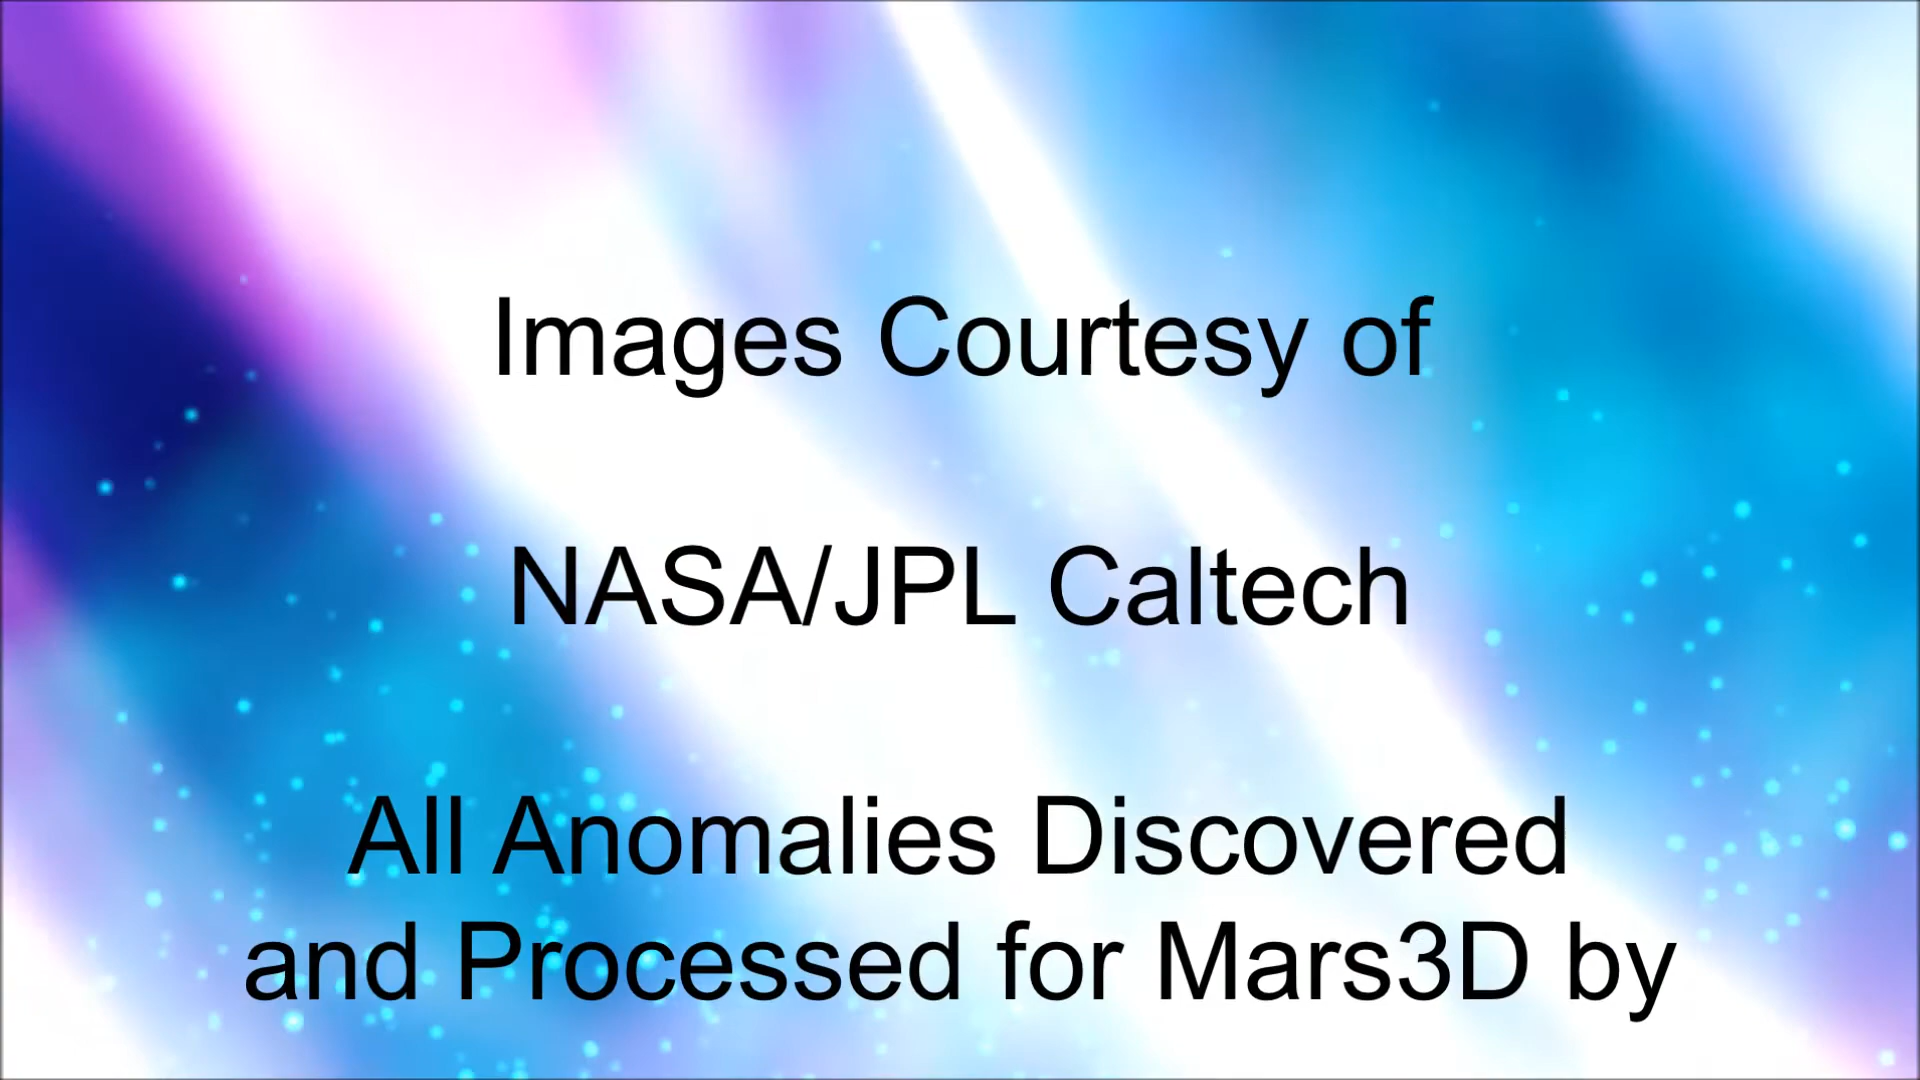 Images Courtesy of
NASA/JPL Caltech
All Anomalies Discovered
and Processed for Mars3D by